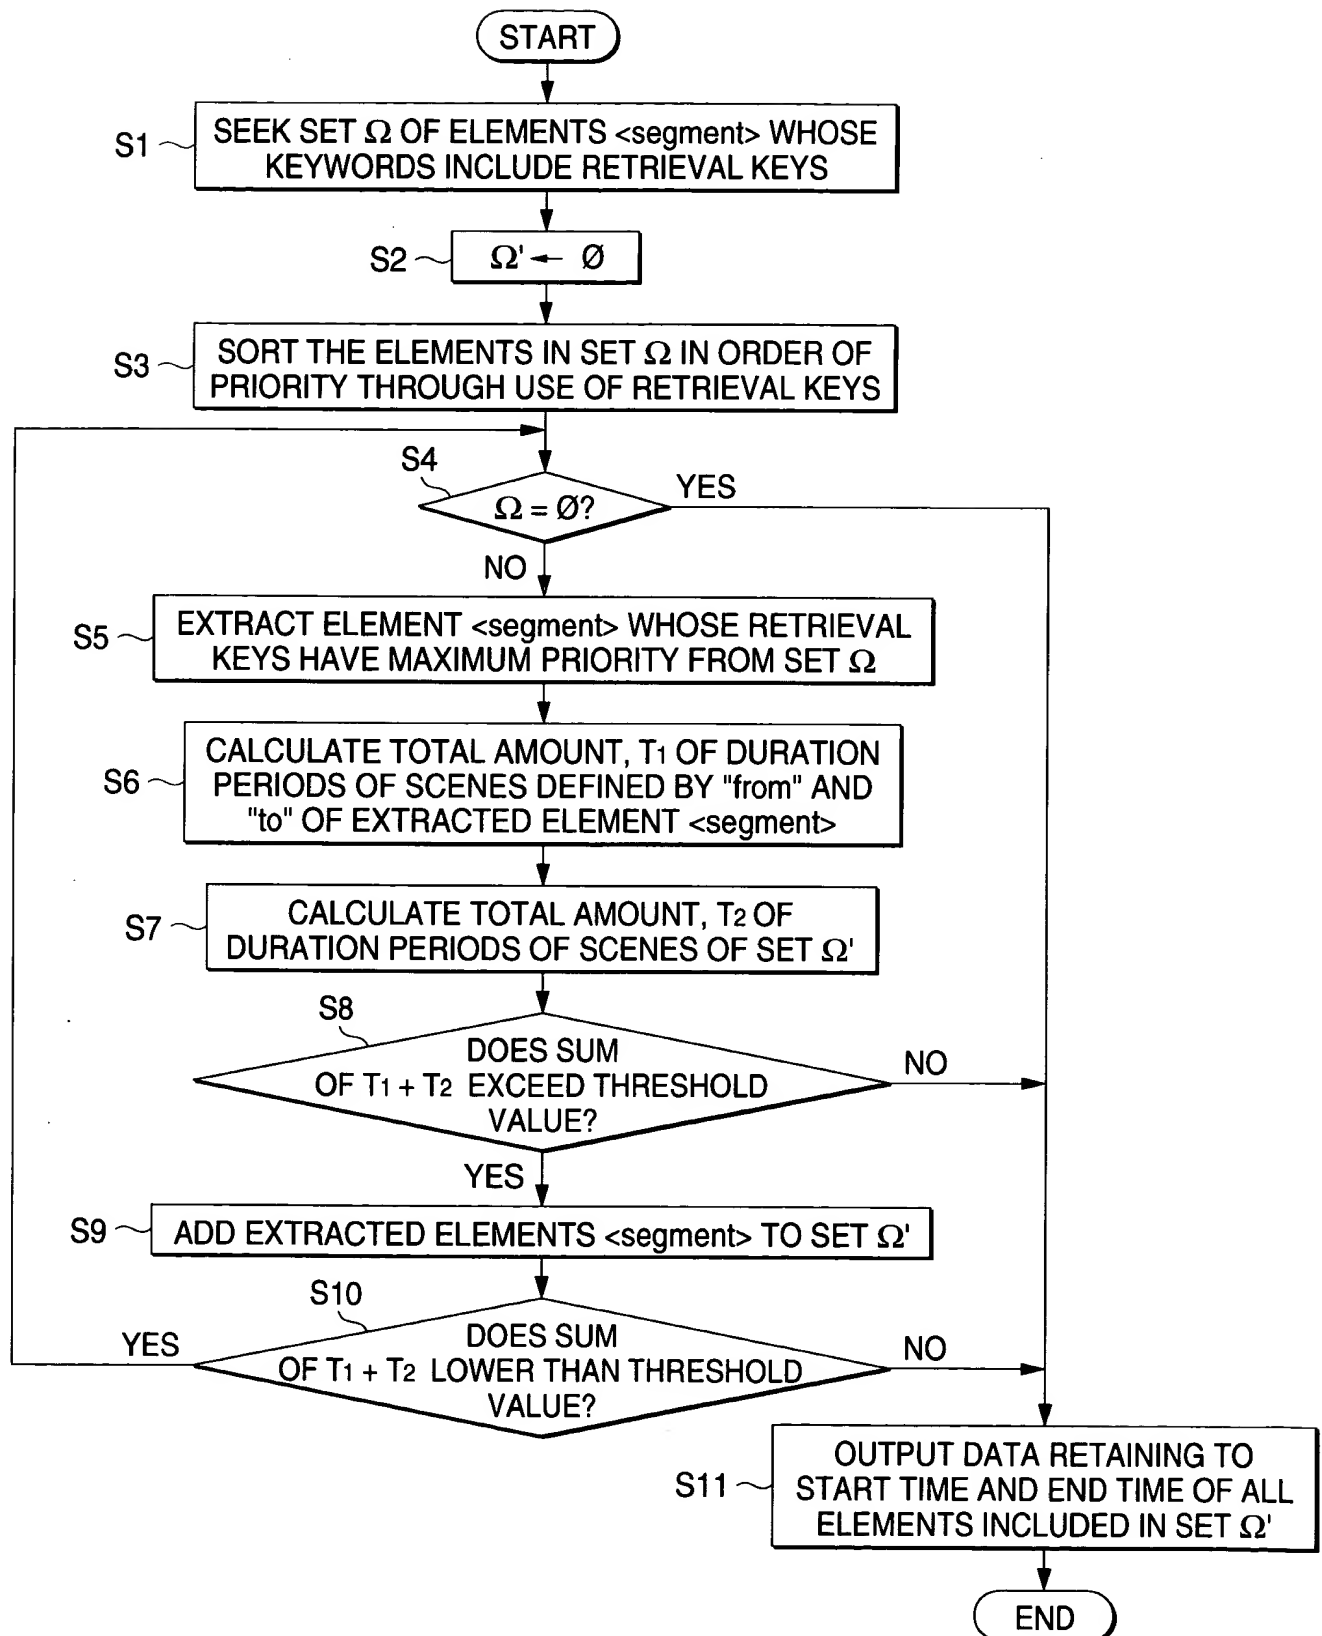 START
S1
SEEK SET Ω OF ELEMENTS <segment> WHOSE
KEYWORDS INCLUDE RETRIEVAL KEYS
S2
Ω' ← Ø
S3
SORT THE ELEMENTS IN SET Ω IN ORDER OF
PRIORITY THROUGH USE OF RETRIEVAL KEYS
S4
Ω = Ø?
YES
NO
S5
EXTRACT ELEMENT <segment> WHOSE RETRIEVAL
KEYS HAVE MAXIMUM PRIORITY FROM SET Ω
S6
CALCULATE TOTAL AMOUNT, T1 OF DURATION
PERIODS OF SCENES DEFINED BY "from" AND
"to" OF EXTRACTED ELEMENT <segment>
S7
CALCULATE TOTAL AMOUNT, T2 OF
DURATION PERIODS OF SCENES OF SET Ω'
S8
DOES SUM
OF T1 + T2 EXCEED THRESHOLD
VALUE?
NO
YES
S9
ADD EXTRACTED ELEMENTS <segment> TO SET Ω'
S10
DOES SUM
OF T1 + T2 LOWER THAN THRESHOLD
VALUE?
YES
NO
S11
OUTPUT DATA RETAINING TO
START TIME AND END TIME OF ALL
ELEMENTS INCLUDED IN SET Ω'
END